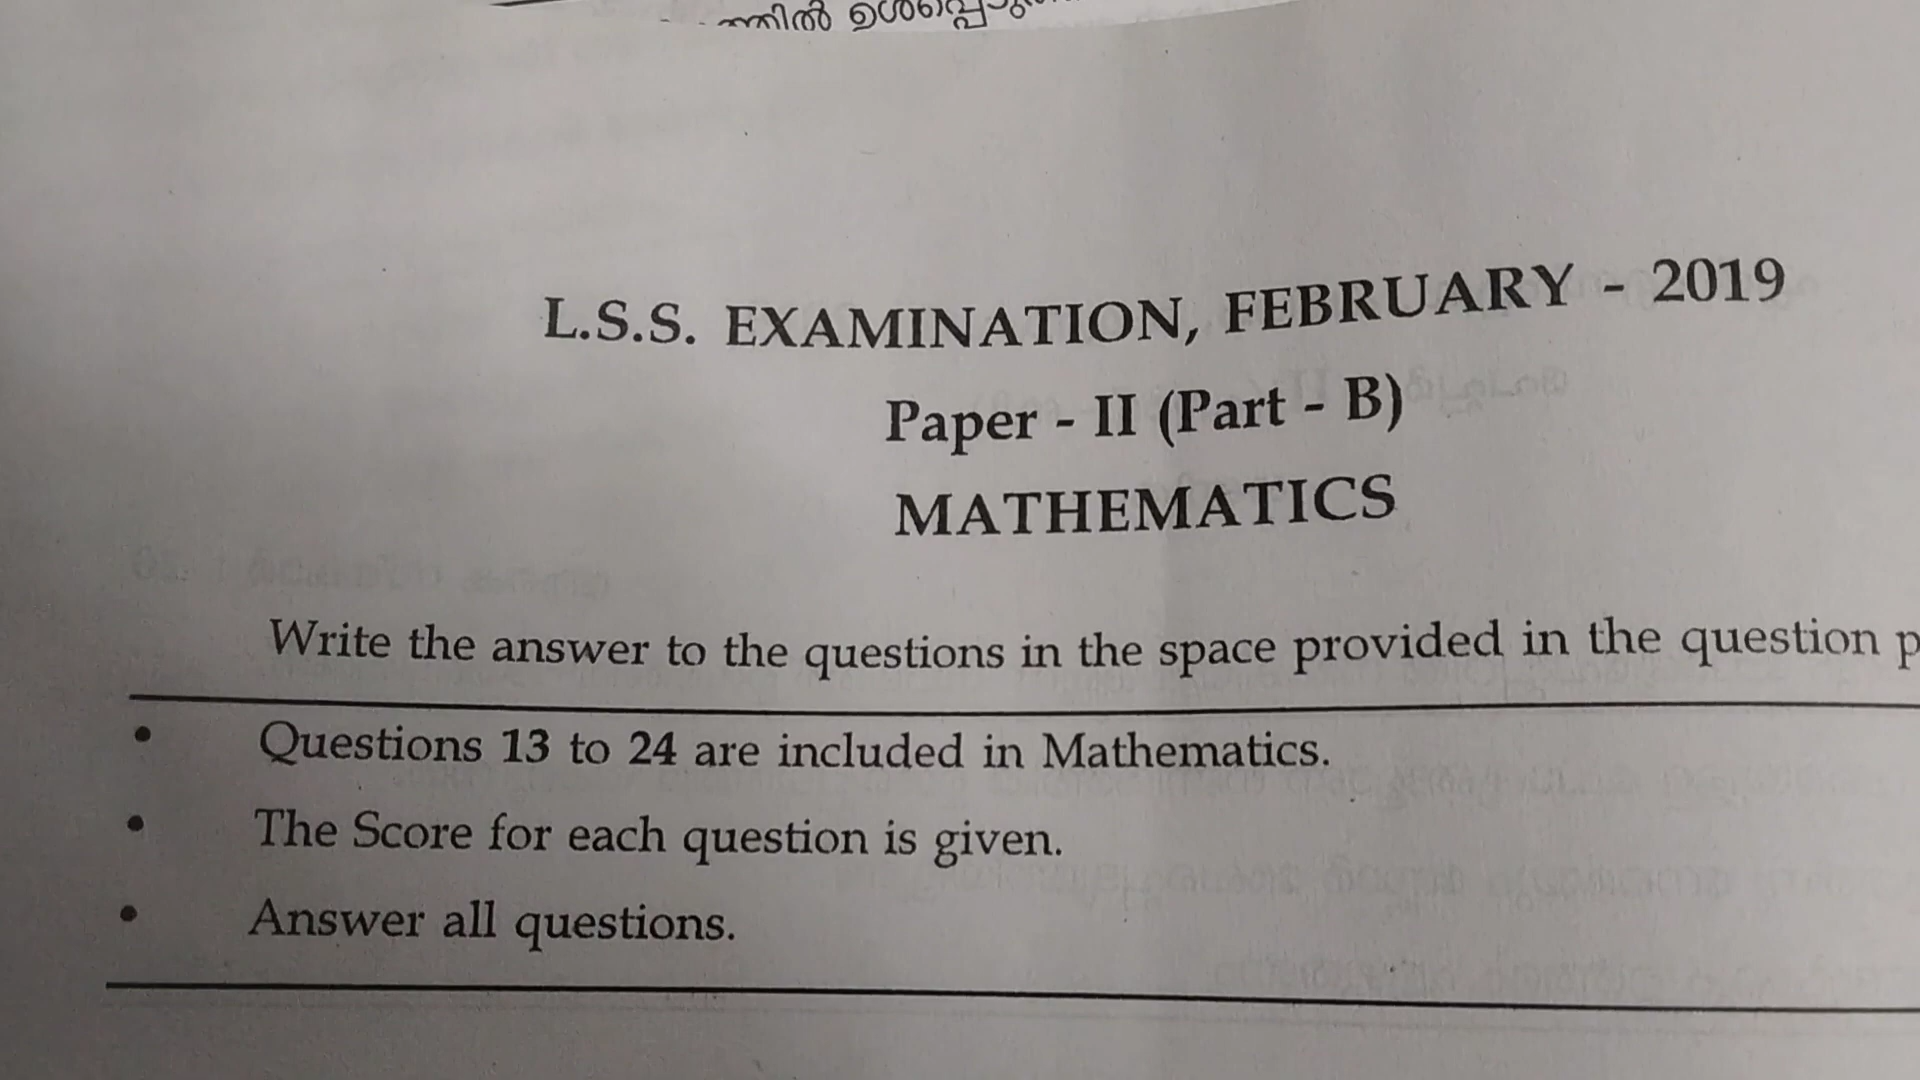 ത്തിൽ
L.S.S. EXAMINATION, FEBRUARY - 2019
Paper - II (Part - B)
MATHEMATICS
Write the answer to the questions in the space provided in the question
• Questions 13 to 24 are included in Mathematics.
• The Score for each question is given.
• Answer all questions.